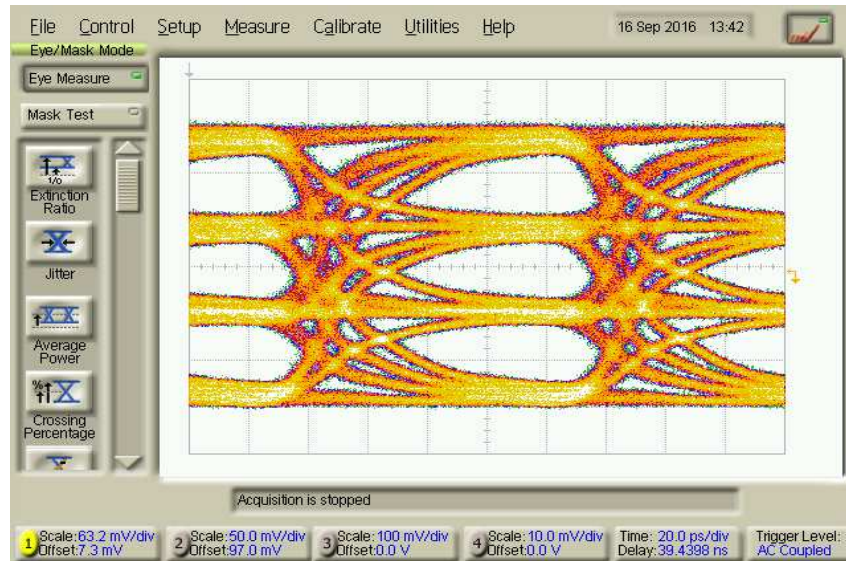 File Control Setup Measure Calibrate Utilities Help 16 Sep 2016 13:42
Eye/Mask Mode
Eye Measure
Mask Test
1/0
Extinction
Ratio
Jitter
Average
Power
%
Crossing
Percentage
Acquisition is stopped
1 Scale:63.2 mV/div 2 Scale:50.0 mV/div 3 Scale:100 mV/div 4 Scale:10.0 mV/div Time: 20.0 ps/div Trigger Level:
Offset:7.3 mV Offset:97.0 mV Offset:0.0 V Offset:0.0 V Delay:39.4398 ns AC Coupled